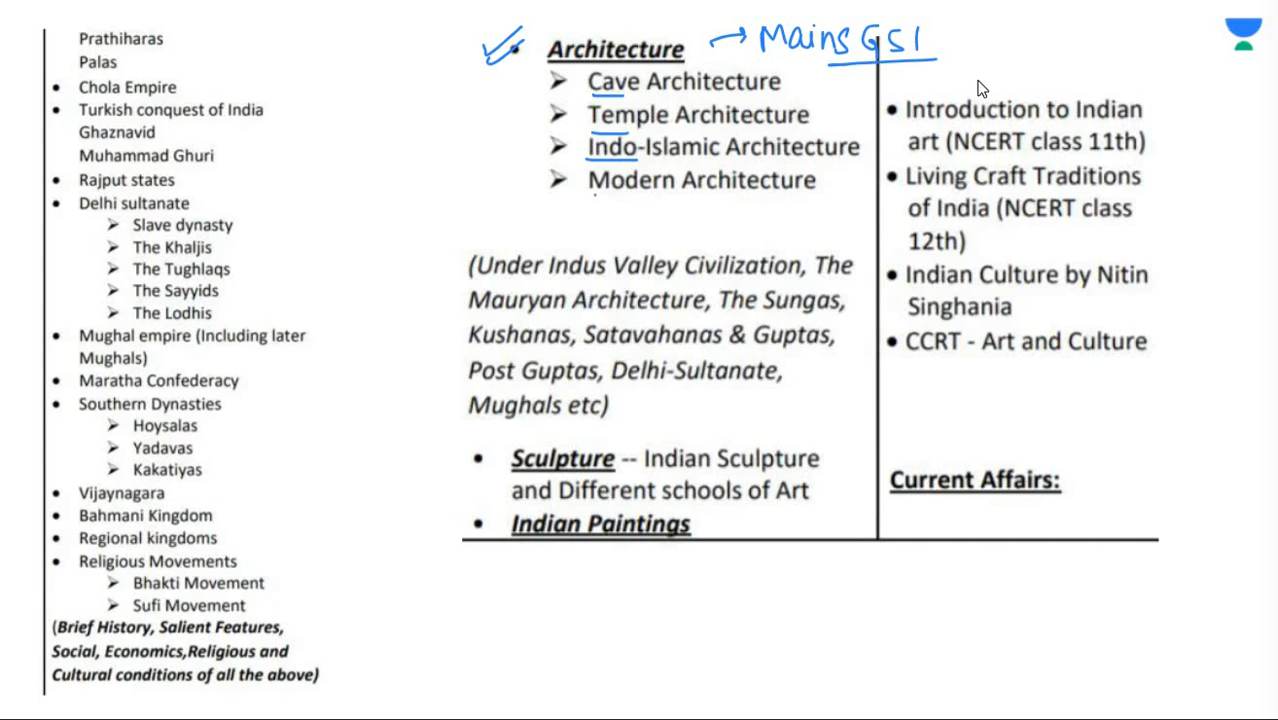 Prathiharas
Palas
• Chola Empire
• Turkish conquest of India
Ghaznavid
Muhammad Ghuri
• Rajput states
• Delhi sultanate
➢ Slave dynasty
➢ The Khaljis
➢ The Tughlaqs
➢ The Sayyids
➢ The Lodhis
• Mughal empire (Including later
Mughals)
• Maratha Confederacy
• Southern Dynasties
➢ Hoysalas
➢ Yadavas
➢ Kakatiyas
• Vijaynagara
• Bahmani Kingdom
• Regional kingdoms
• Religious Movements
➢ Bhakti Movement
➢ Sufi Movement
(Brief History, Salient Features,
Social, Economics,Religious and
Cultural conditions of all the above)
• Architecture → Mains GS1
➢ Cave Architecture
➢ Temple Architecture
➢ Indo-Islamic Architecture
➢ Modern Architecture
(Under Indus Valley Civilization, The
Mauryan Architecture, The Sungas,
Kushanas, Satavahanas & Guptas,
Post Guptas, Delhi-Sultanate,
Mughals etc)
• Sculpture -- Indian Sculpture
and Different schools of Art
• Indian Paintings
• Introduction to Indian
art (NCERT class 11th)
• Living Craft Traditions
of India (NCERT class
12th)
• Indian Culture by Nitin
Singhania
• CCRT - Art and Culture
Current Affairs: